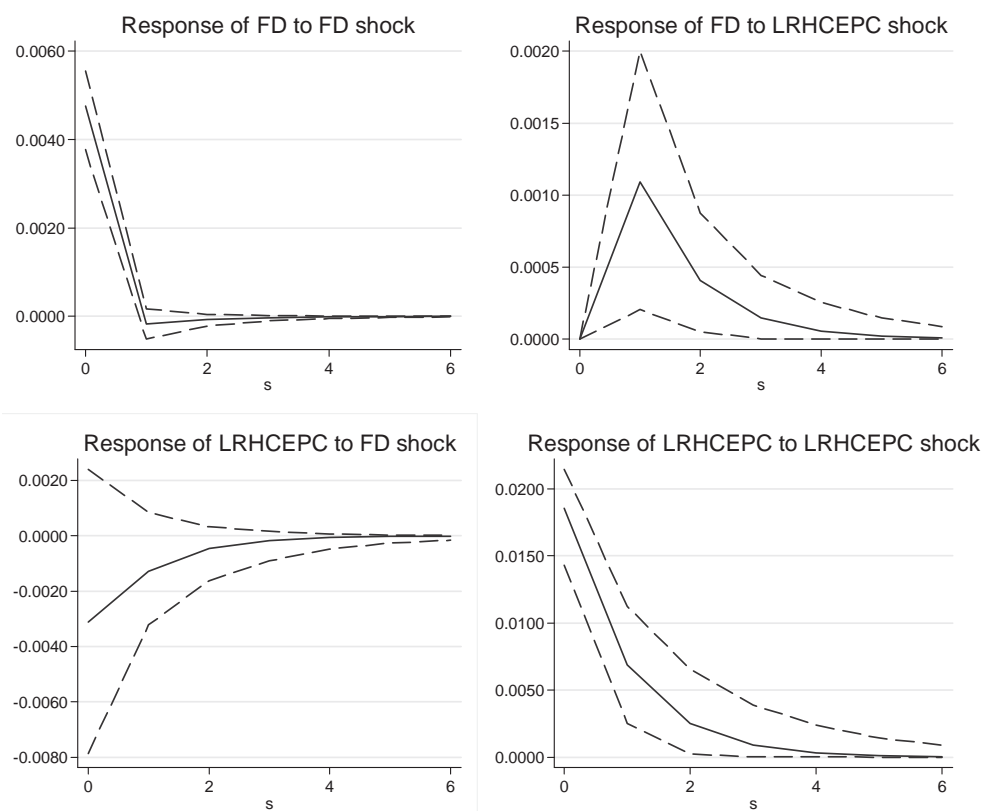 Response of FD to FD shock
0.0060
0.0040
0.0020
0.0000
0 2 4 6
s
Response of FD to LRHCEPC shock
0.0020
0.0015
0.0010
0.0005
0.0000
0 2 4 6
s
Response of LRHCEPC to FD shock
0.0020
0.0000
-0.0020
-0.0040
-0.0060
-0.0080
0 2 4 6
s
Response of LRHCEPC to LRHCEPC shock
0.0200
0.0150
0.0100
0.0050
0.0000
0 2 4 6
s